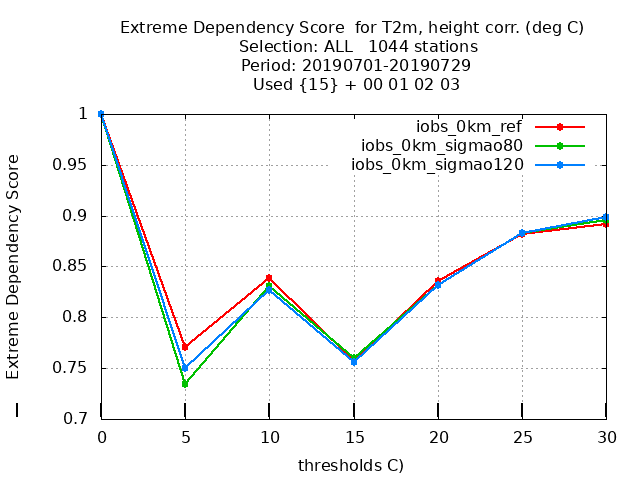 Extreme Dependency Score  for T2m, height corr. (deg C)
Selection: ALL   1044 stations
Period: 20190701-20190729
Used {15} + 00 01 02 03
iobs_0km_ref
iobs_0km_sigmao80
iobs_0km_sigmao120
Extreme Dependency Score
1
0.95
0.9
0.85
0.8
0.75
0.7
0 5 10 15 20 25 30
thresholds C)